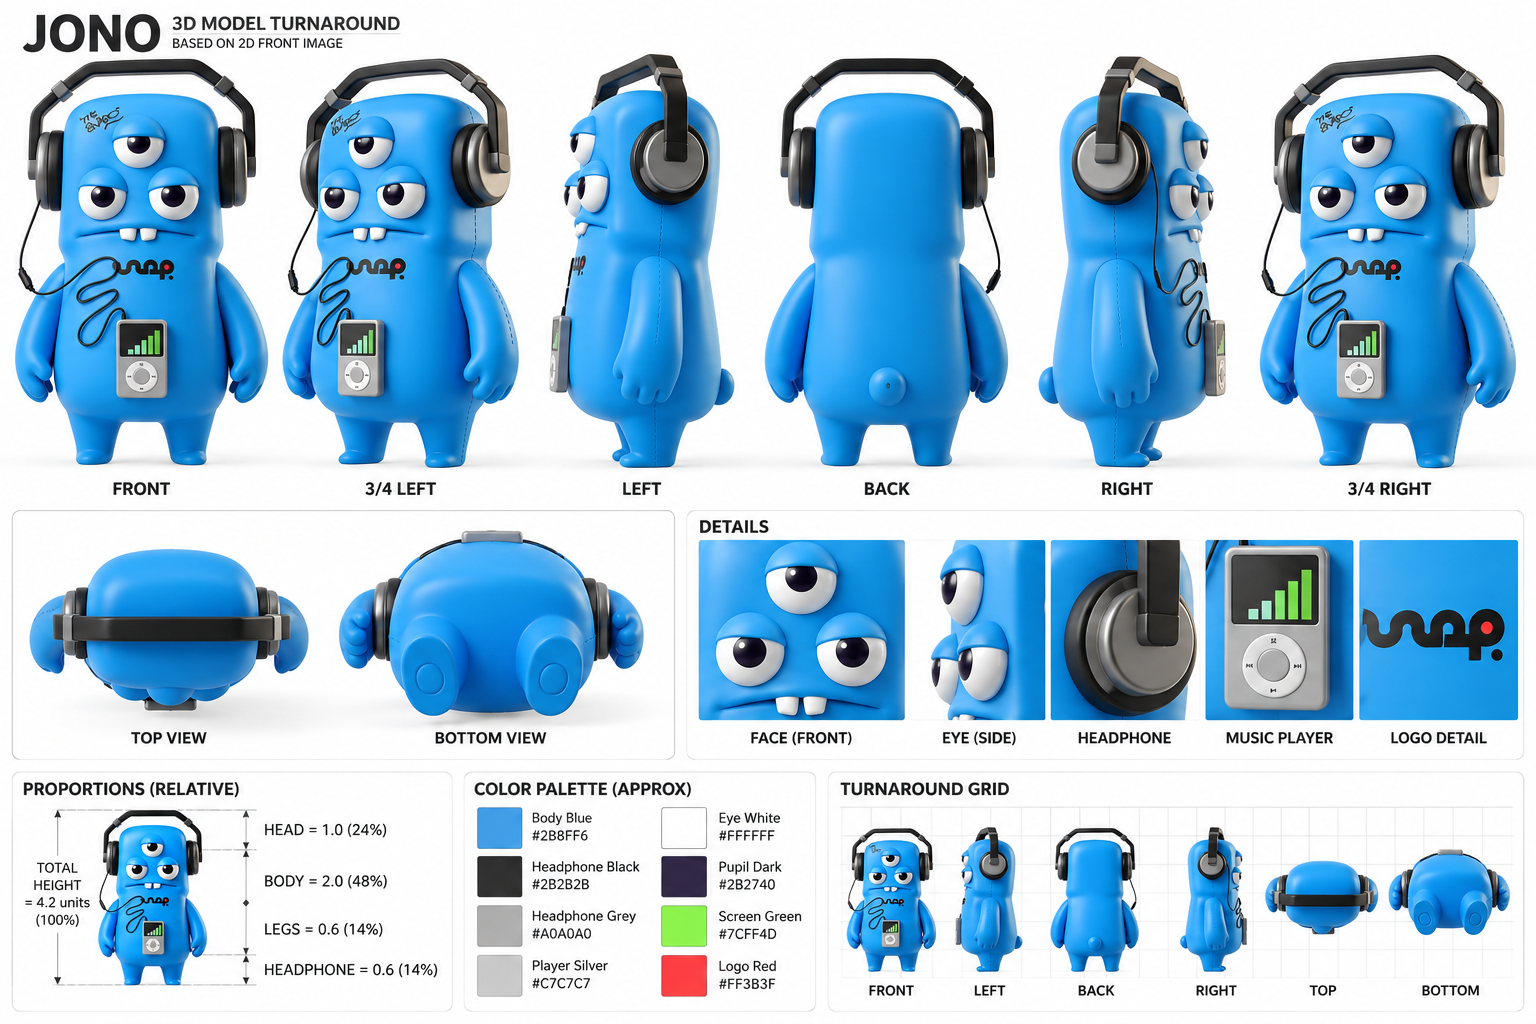 JONO
3D MODEL TURNAROUND
BASED ON 2D FRONT IMAGE
FRONT
3/4 LEFT
LEFT
BACK
RIGHT
3/4 RIGHT
TOP VIEW
BOTTOM VIEW
DETAILS
FACE (FRONT)
EYE (SIDE)
HEADPHONE
MUSIC PLAYER
LOGO DETAIL
PROPORTIONS (RELATIVE)
TOTAL
HEIGHT
= 4.2 units
(100%)
HEAD = 1.0 (24%)
BODY = 2.0 (48%)
LEGS = 0.6 (14%)
HEADPHONE = 0.6 (14%)
COLOR PALETTE (APPROX)
Body Blue
#2B8FF6
Headphone Black
#2B2B2B
Headphone Grey
#A0A0A0
Player Silver
#C7C7C7
Eye White
#FFFFFF
Pupil Dark
#2B2740
Screen Green
#7CFF4D
Logo Red
#FF3B3F
TURNAROUND GRID
FRONT
LEFT
BACK
RIGHT
TOP
BOTTOM